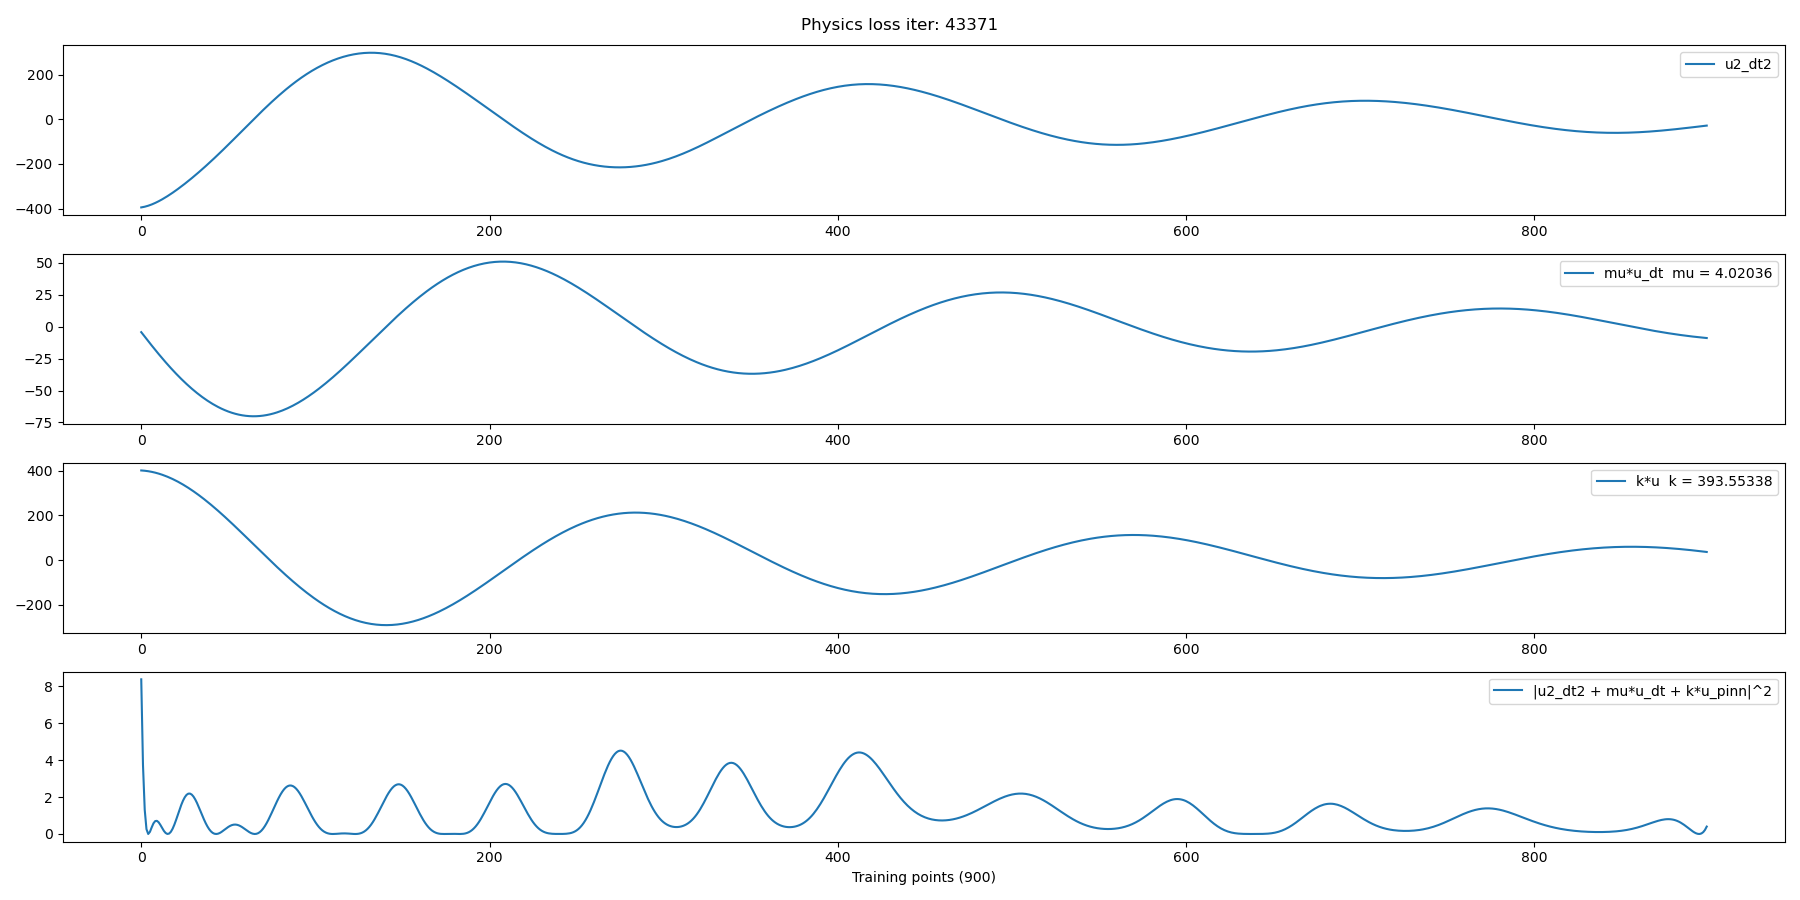 Physics loss iter: 43371
u2_dt2
200
0
−200
−400
0 200 400 600 800
mu*u_dt  mu = 4.02036
50
25
0
−25
−50
−75
0 200 400 600 800
k*u  k = 393.55338
400
200
0
−200
0 200 400 600 800
|u2_dt2 + mu*u_dt + k*u_pinn|^2
8
6
4
2
0
0 200 400 600 800
Training points (900)